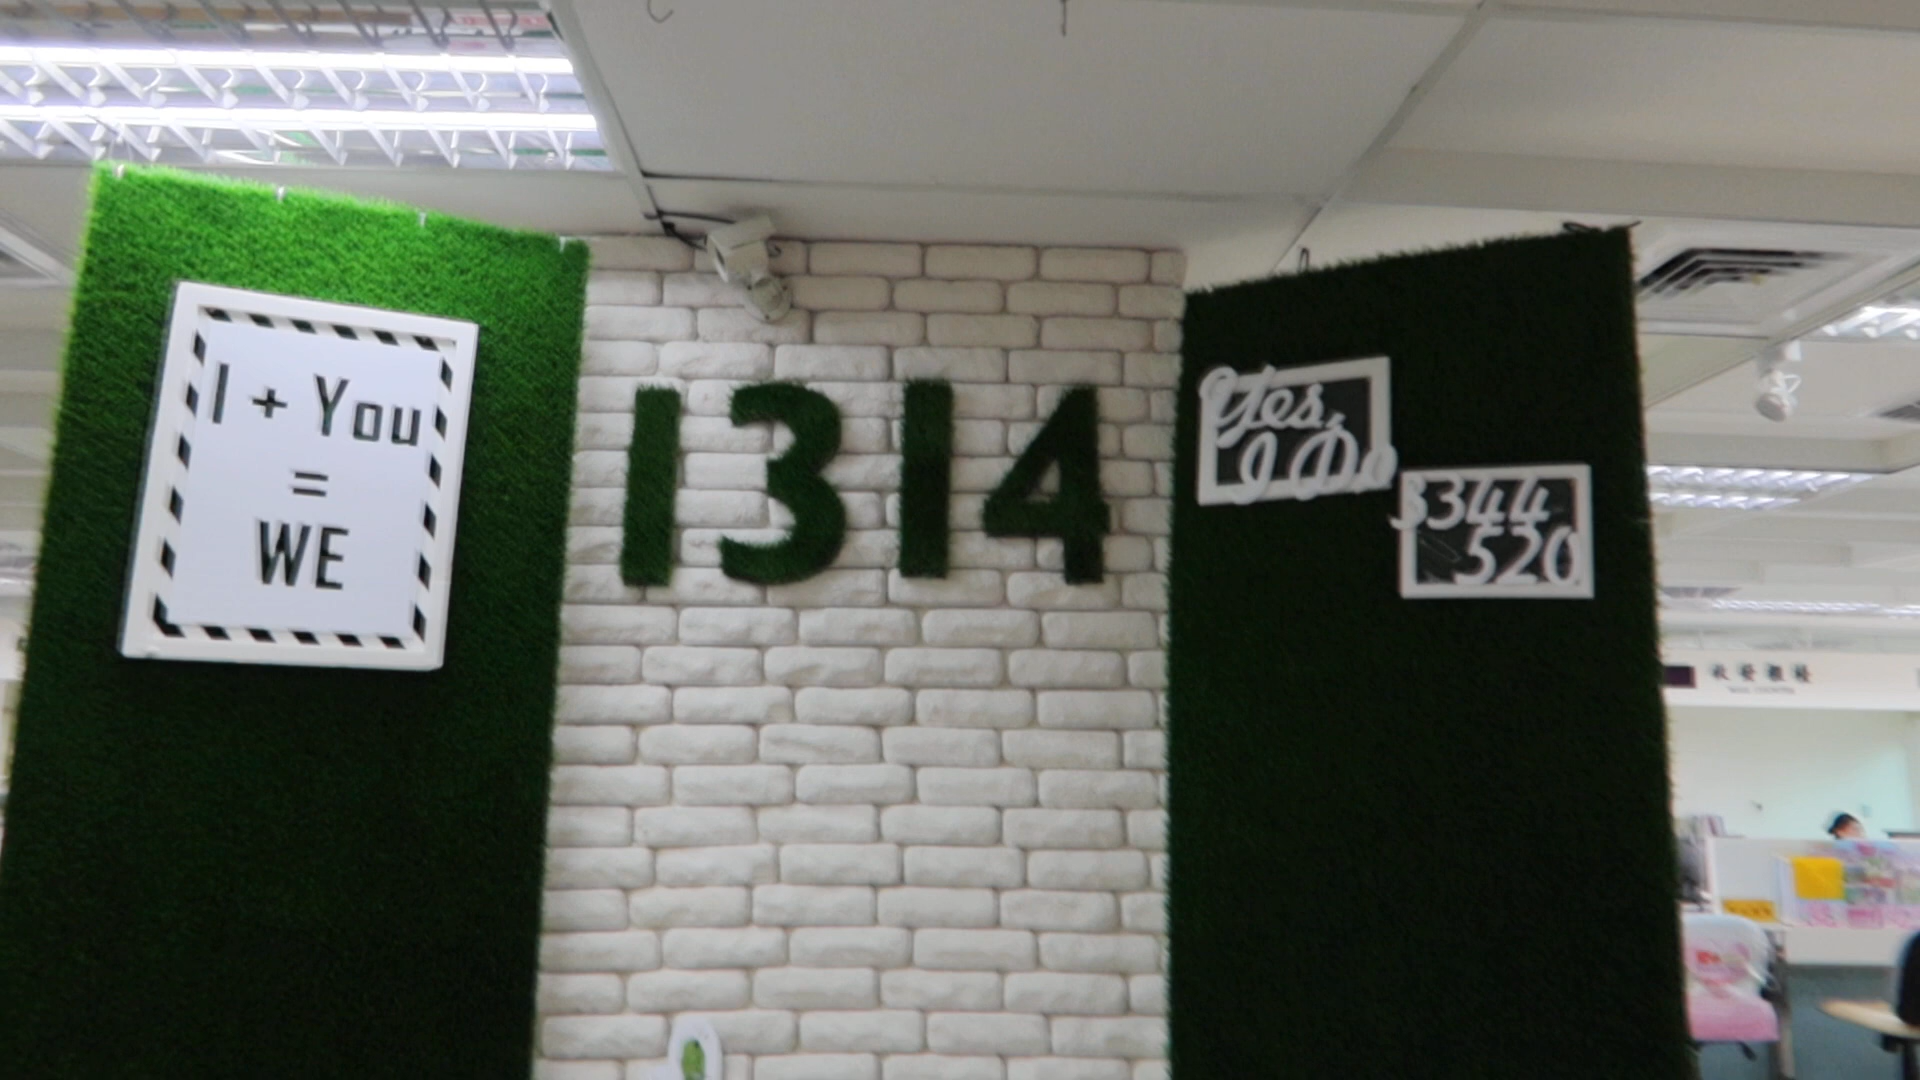 I + You
=
WE
1314
Yes,
I Do
3344
520